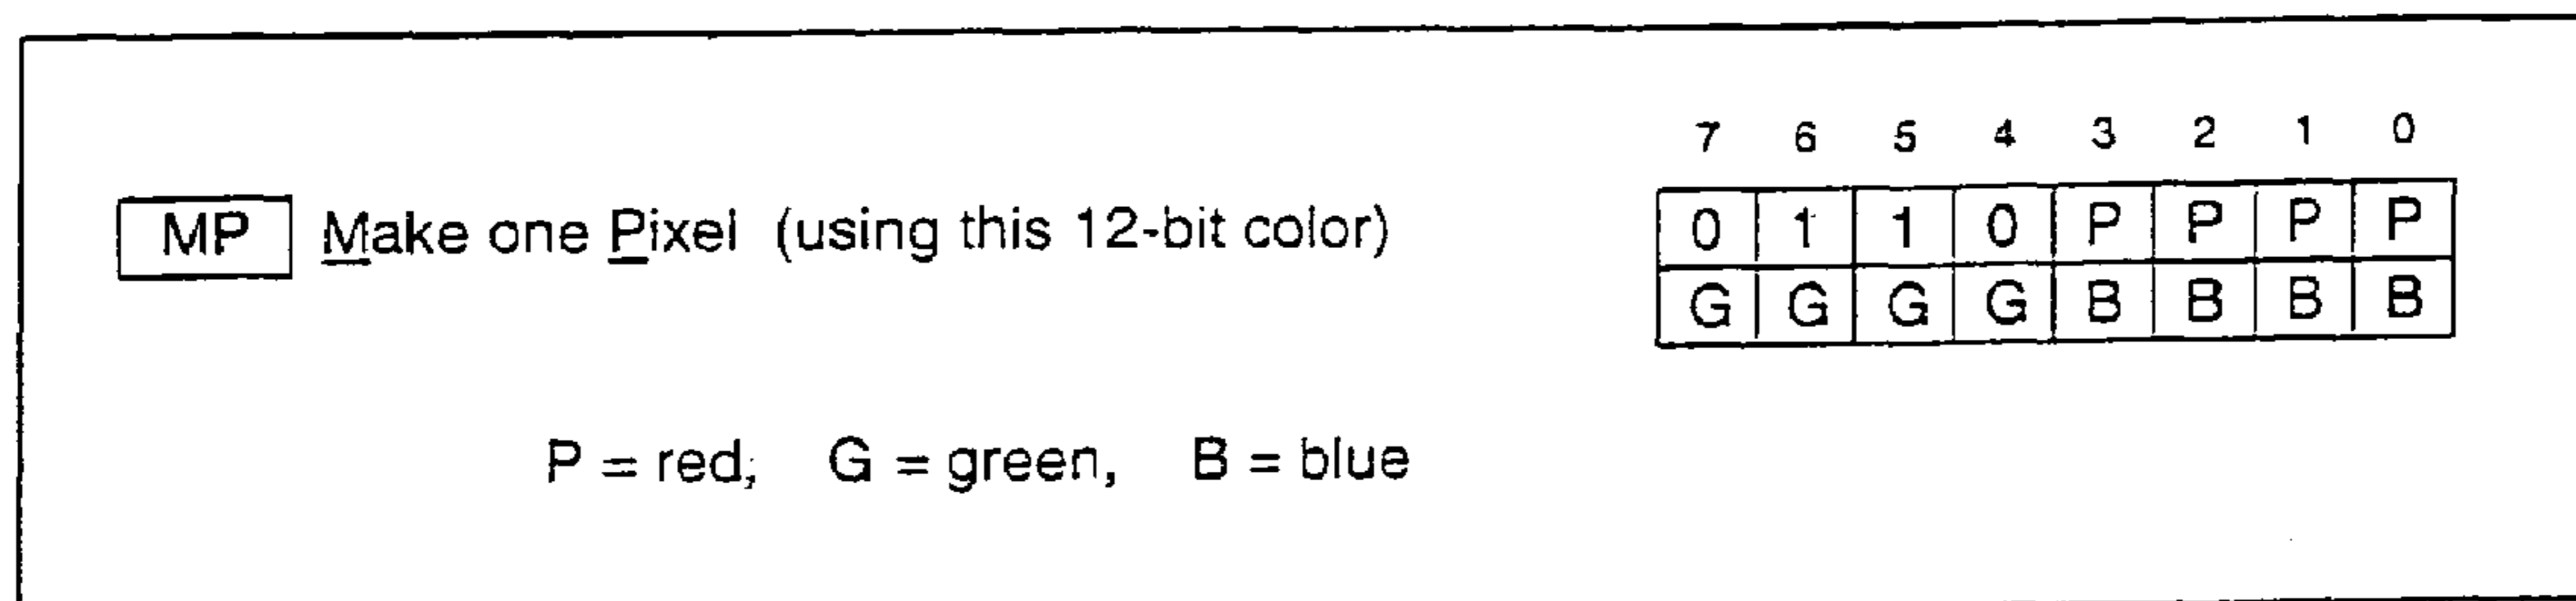 7 6 5 4 3 2 1 0
MP Make one Pixel (using this 12-bit color) 0 1 1 0 P P P P
G G G G B B B B
P = red, G = green, B = blue